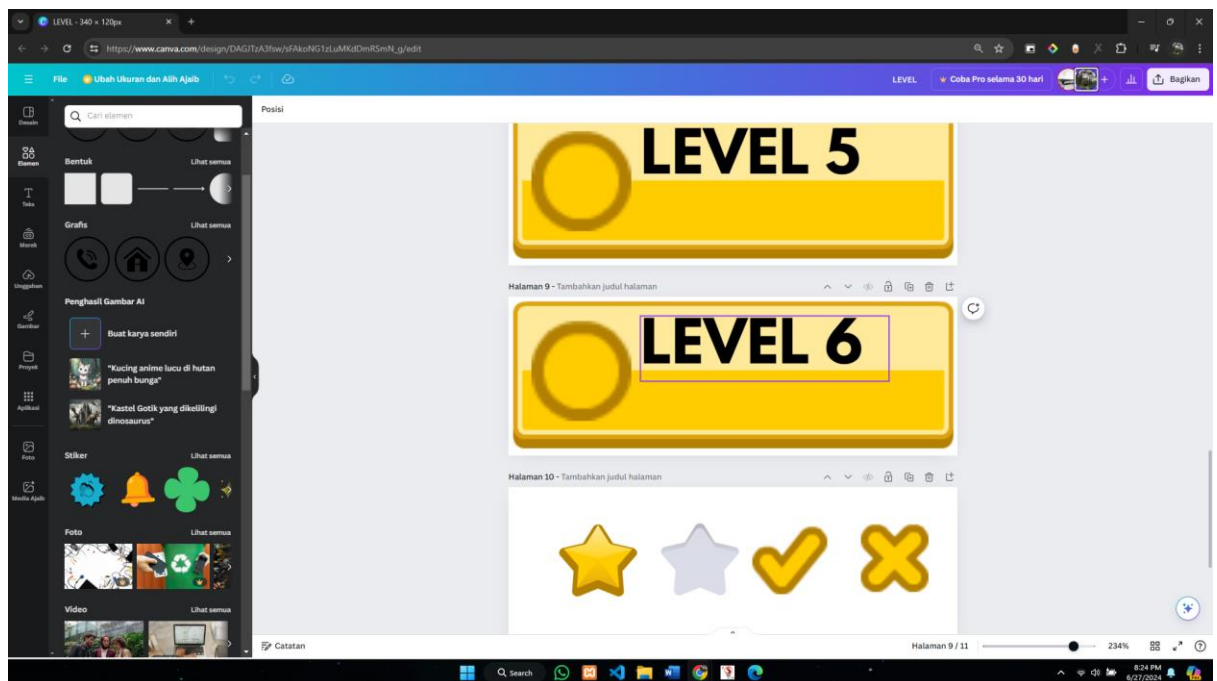 LEVEL - 340 × 120px
https://www.canva.com/design/DAGJTzA3fsw/sFAkoNG1zLuMKdDmRSmN_g/edit
File
Ubah Ukuran dan Alih Ajaib
LEVEL
Coba Pro selama 30 hari
Bagikan
Desain
Elemen
Teks
Merek
Unggahan
Gambar
Proyek
Aplikasi
Foto
Media Ajaib
Cari elemen
Bentuk
Lihat semua
Grafis
Lihat semua
Penghasil Gambar AI
Buat karya sendiri
"Kucing anime lucu di hutan
penuh bunga"
"Kastel Gotik yang dikelilingi
dinosaurus"
Stiker
Lihat semua
Foto
Lihat semua
Video
Lihat semua
Posisi
LEVEL 5
Halaman 9 - Tambahkan judul halaman
LEVEL 6
Halaman 10 - Tambahkan judul halaman
Catatan
Halaman 9 / 11
234%
Search
8:24 PM
6/27/2024